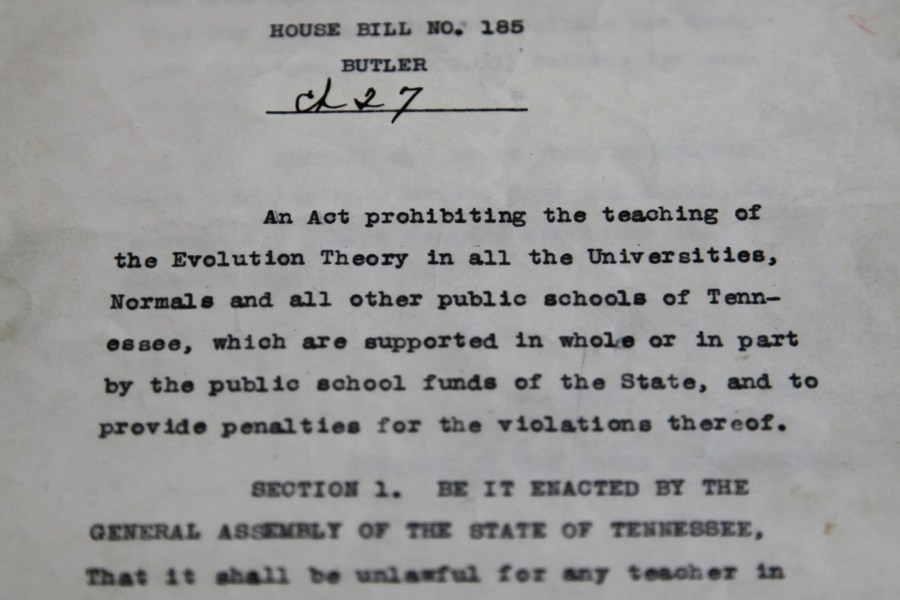 HOUSE BILL NO. 185
BUTLER
ch 27
An Act prohibiting the teaching of
the Evolution Theory in all the Universities,
Normals and all other public schools of Tenn-
essee, which are supported in whole or in part
by the public school funds of the State, and to
provide penalties for the violations thereof.
SECTION 1. BE IT ENACTED BY THE
GENERAL ASSEMBLY OF THE STATE OF TENNESSEE,
That it shall be unlawful for any teacher in